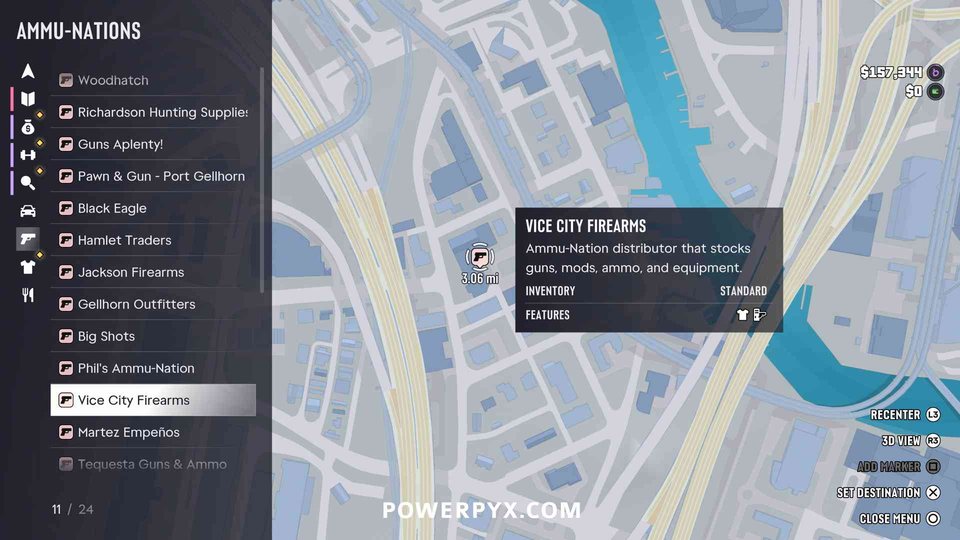 AMMU-NATIONS
Woodhatch
Richardson Hunting Supplies
Guns Aplenty!
Pawn & Gun - Port Gellhorn
Black Eagle
Hamlet Traders
Jackson Firearms
Gellhorn Outfitters
Big Shots
Phil's Ammu-Nation
Vice City Firearms
Martez Empeños
Tequesta Guns & Ammo
11 / 24
$157,344
$0
3.06 mi
VICE CITY FIREARMS
Ammu-Nation distributor that stocks
guns, mods, ammo, and equipment.
INVENTORY STANDARD
FEATURES
RECENTER L3
3D VIEW R3
ADD MARKER
SET DESTINATION
CLOSE MENU
POWERPYX.COM